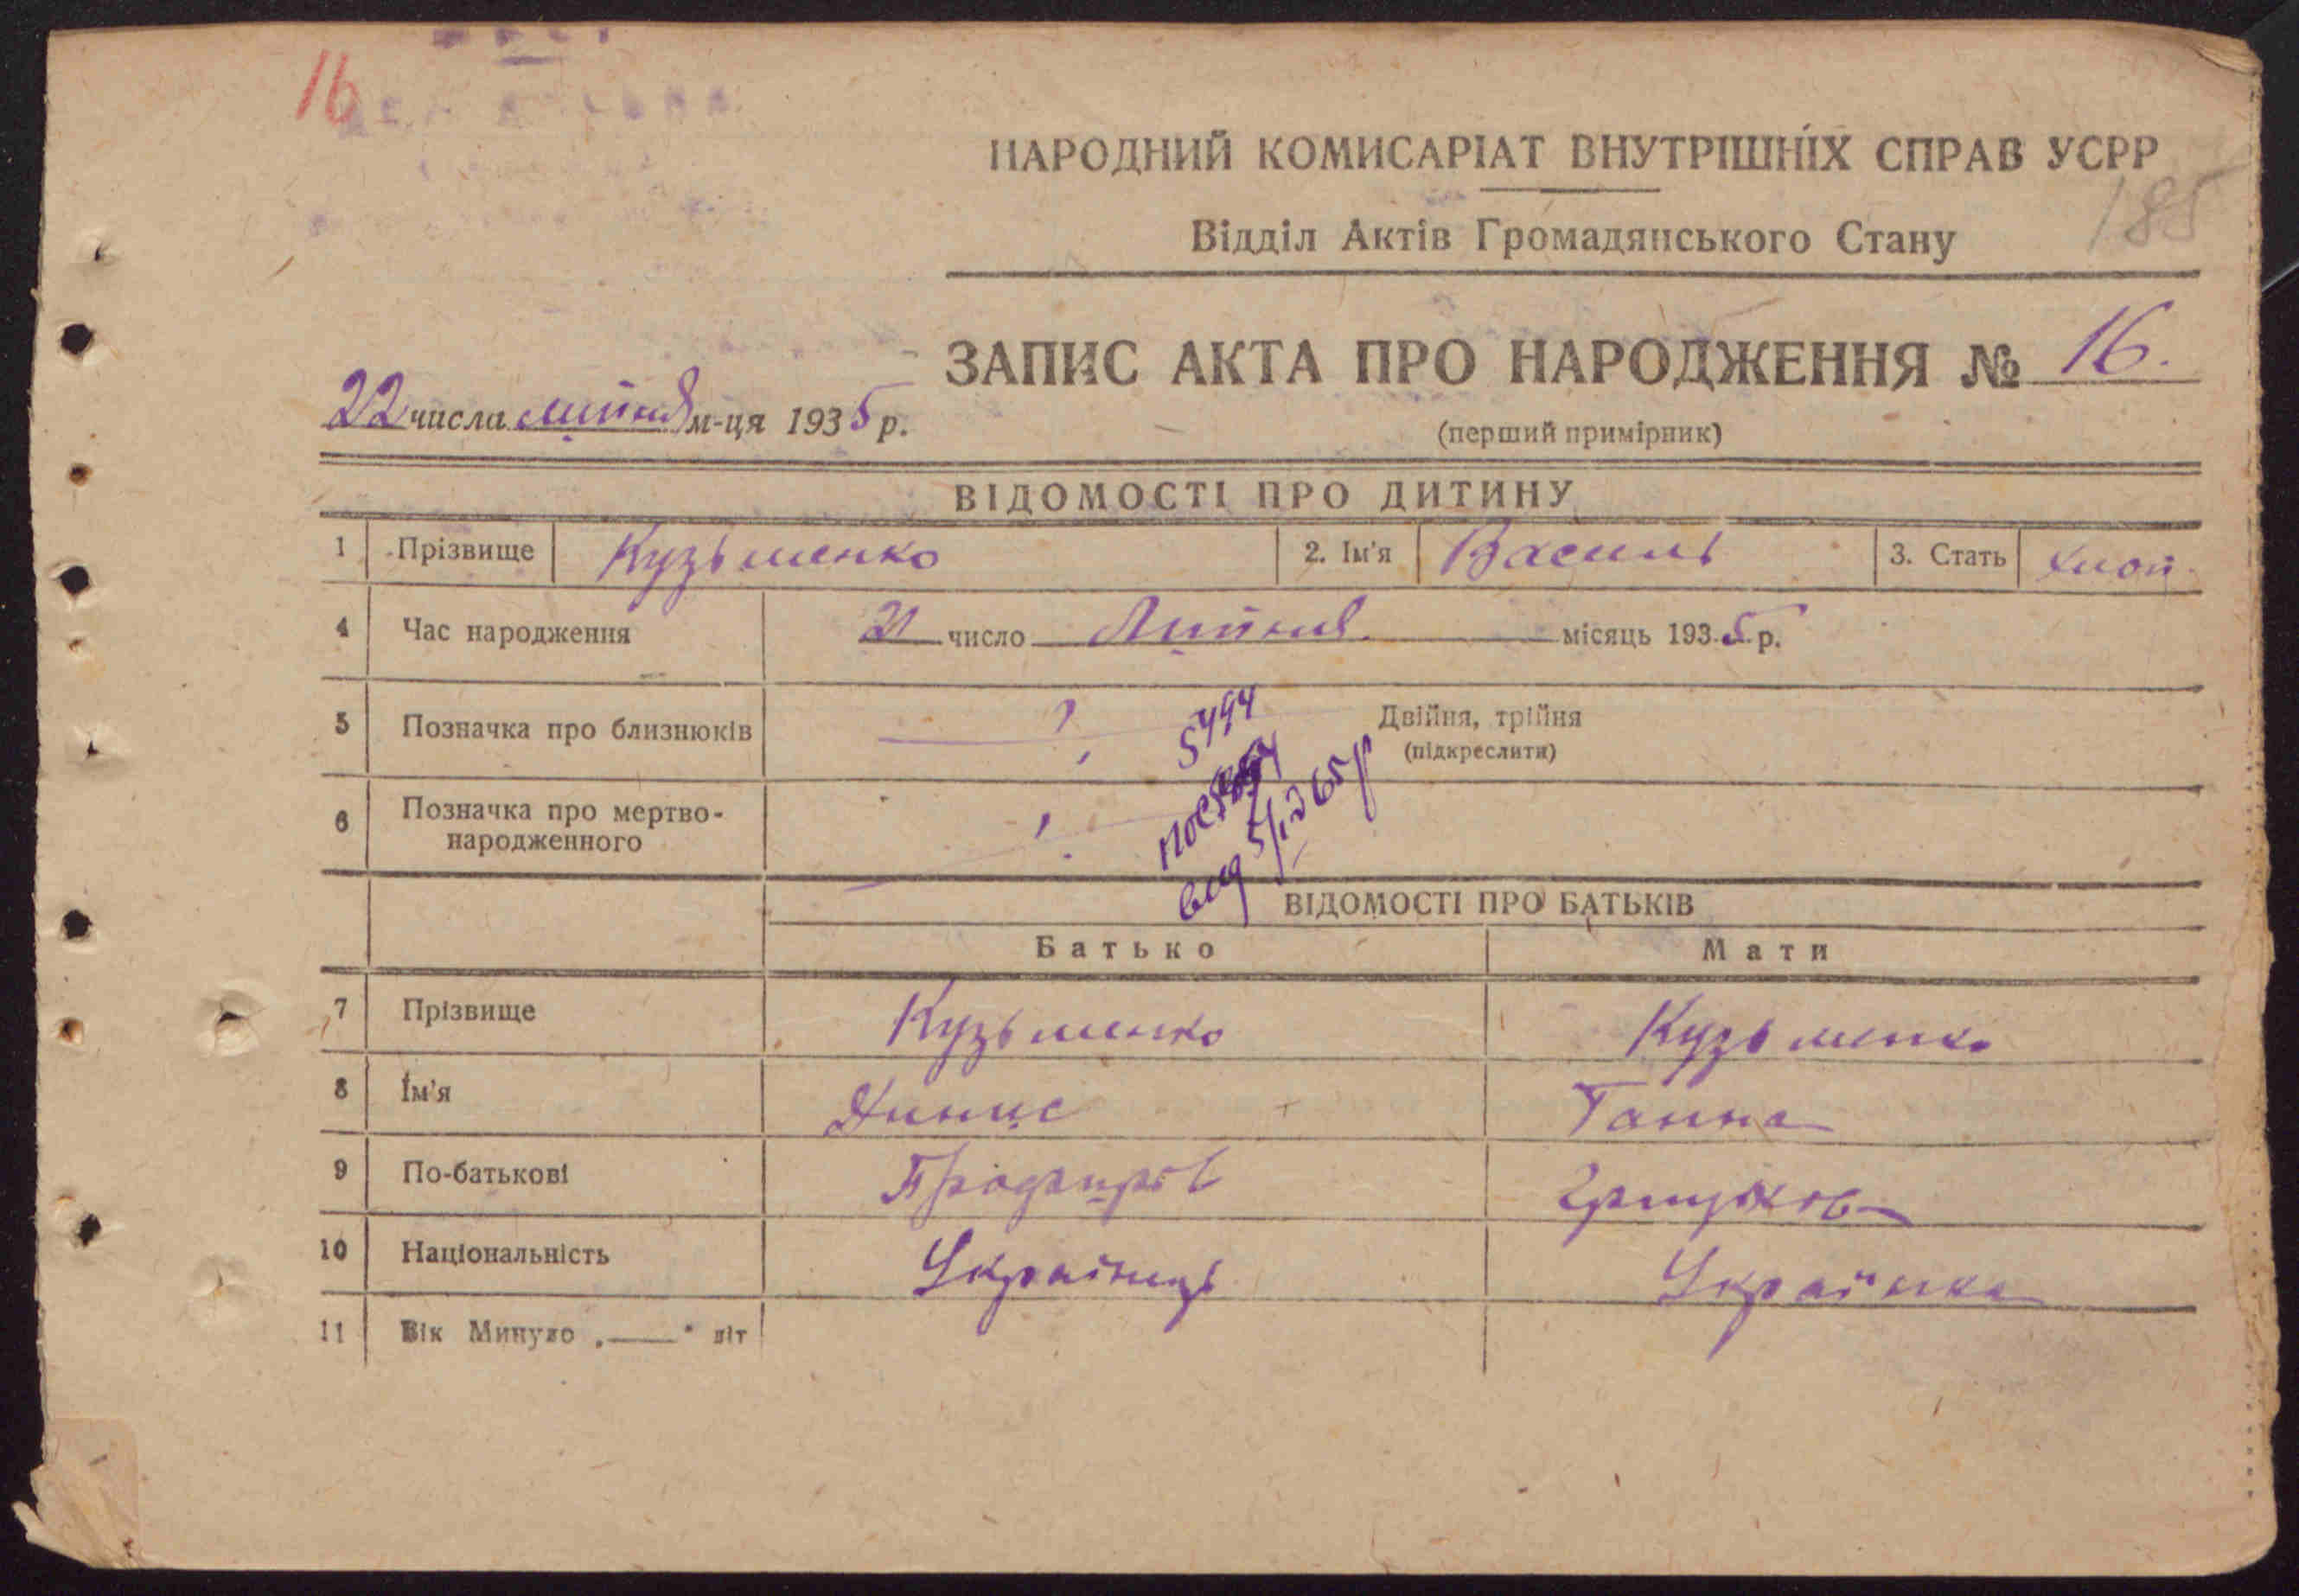 16
НАРОДНИЙ КОМИСАРІАТ ВНУТРІШНІХ СПРАВ УСРР
185
Відділ Актів Громадянського Стану
ЗАПИС АКТА ПРО НАРОДЖЕННЯ № 16.
22 числа липня м-ця 1935 р.
(перший примірник)
ВІДОМОСТІ ПРО ДИТИНУ
1 Прізвище Кузьменко 2. Ім'я Василь 3. Стать хлоп.
4 Час народження 21 число Липня місяць 1935 р.
5 Позначка про близнюків Двійня, трійня
(підкреслити)
5494
6 Позначка про мертво-
народженного
ВІДОМОСТІ ПРО БАТЬКІВ
Батько Мати
7 Прізвище Кузьменко Кузьменко
8 Ім'я Динис Ганна
9 По-батькові
10 Національність Українець Українка
11 Вік Минуло „——“ літ